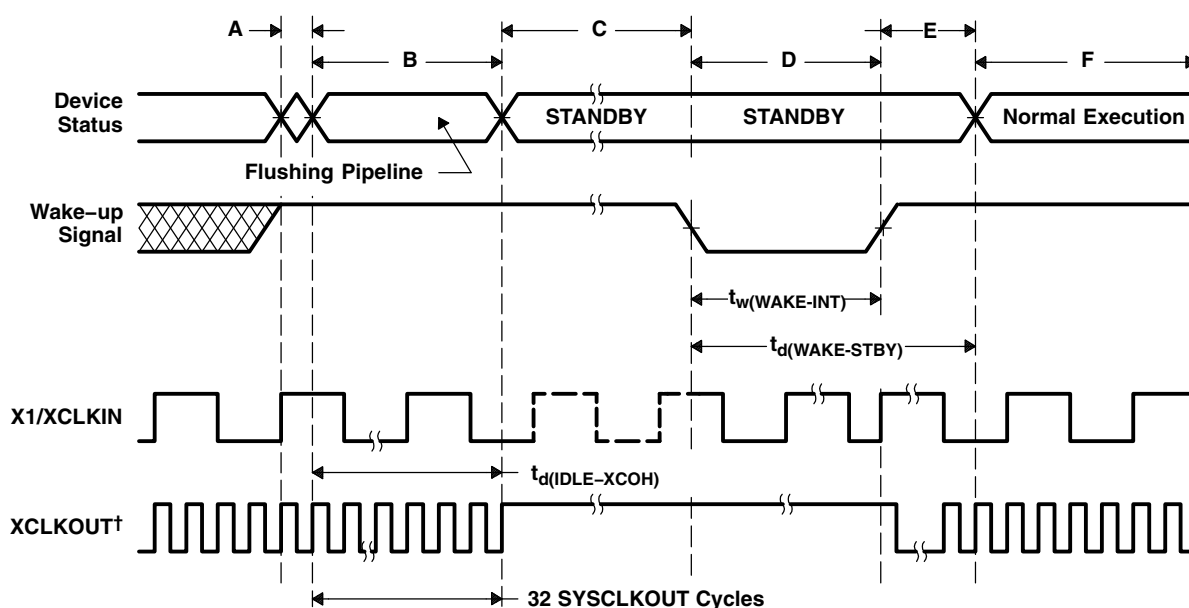 A
C
E
B
D
F
Device
Status
STANDBY
STANDBY
Normal Execution
Flushing Pipeline
Wake−up
Signal
tw(WAKE-INT)
td(WAKE-STBY)
X1/XCLKIN
td(IDLE−XCOH)
XCLKOUT†
32 SYSCLKOUT Cycles